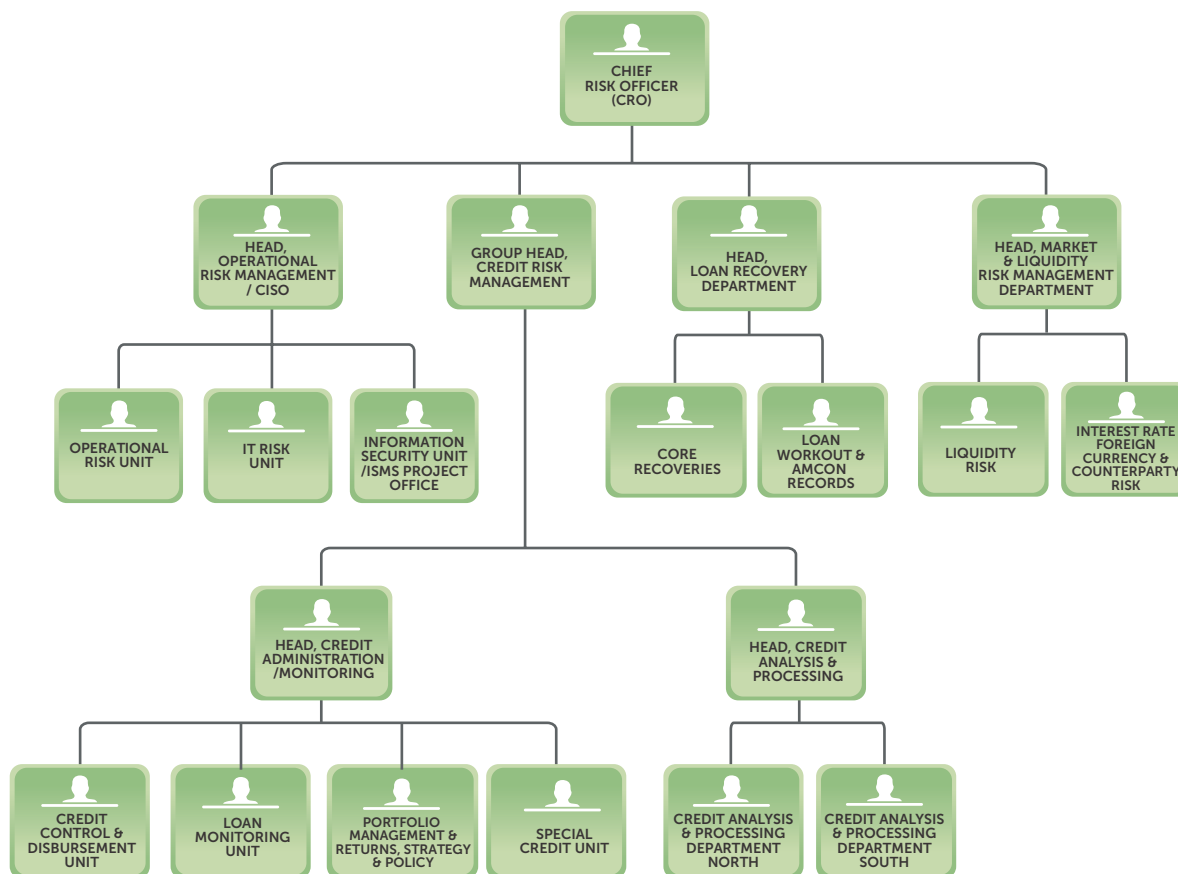 CHIEF
RISK OFFICER
(CRO)
HEAD,
OPERATIONAL
RISK MANAGEMENT
/ CISO
GROUP HEAD,
CREDIT RISK
MANAGEMENT
HEAD,
LOAN RECOVERY
DEPARTMENT
HEAD, MARKET
& LIQUIDITY
RISK MANAGEMENT
DEPARTMENT
OPERATIONAL
RISK UNIT
IT RISK
UNIT
INFORMATION
SECURITY UNIT
/ISMS PROJECT
OFFICE
CORE
RECOVERIES
LOAN
WORKOUT &
AMCON
RECORDS
LIQUIDITY
RISK
INTEREST RATE
FOREIGN
CURRENCY &
COUNTERPARTY
RISK
HEAD, CREDIT
ADMINISTRATION
/MONITORING
HEAD, CREDIT
ANALYSIS &
PROCESSING
CREDIT
CONTROL &
DISBURSEMENT
UNIT
LOAN
MONITORING
UNIT
PORTFOLIO
MANAGEMENT &
RETURNS, STRATEGY
& POLICY
SPECIAL
CREDIT UNIT
CREDIT ANALYSIS
& PROCESSING
DEPARTMENT
NORTH
CREDIT ANALYSIS
& PROCESSING
DEPARTMENT
SOUTH